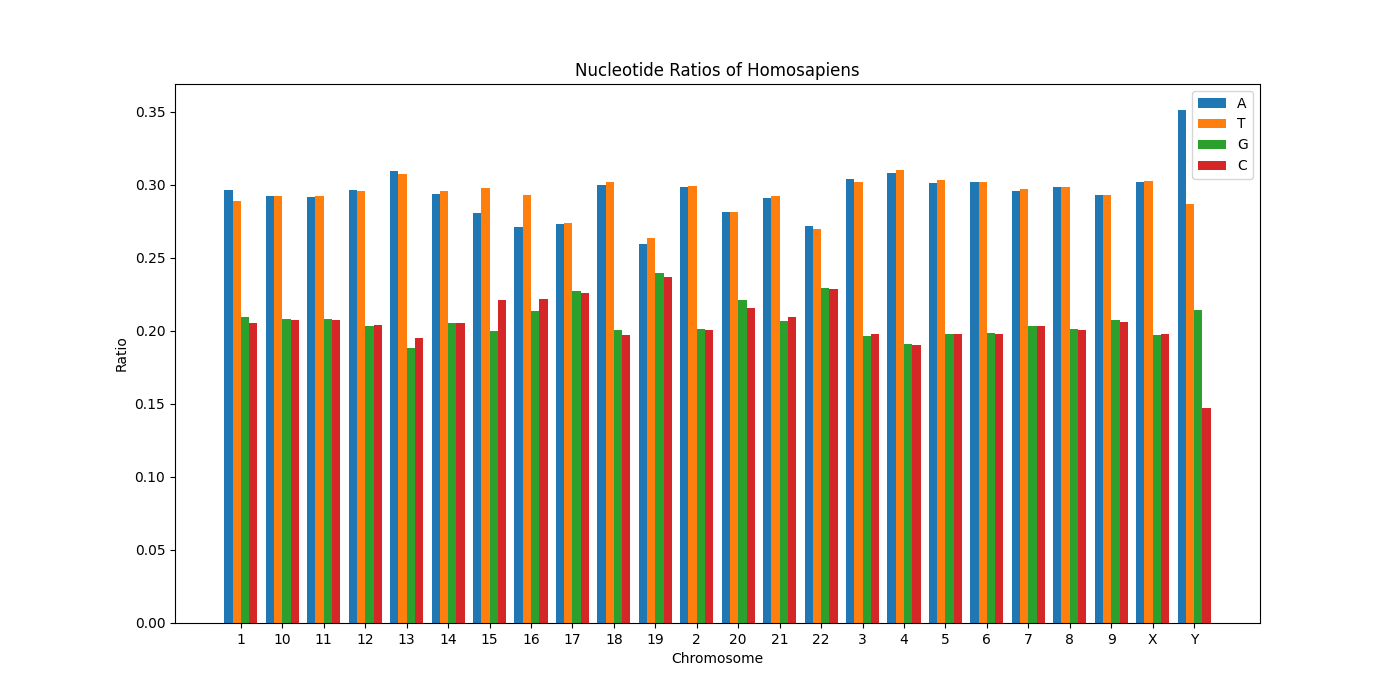 Nucleotide Ratios of Homosapiens
A
T
G
C
Ratio
0.35
0.30
0.25
0.20
0.15
0.10
0.05
0.00
1 10 11 12 13 14 15 16 17 18 19 2 20 21 22 3 4 5 6 7 8 9 X Y
Chromosome